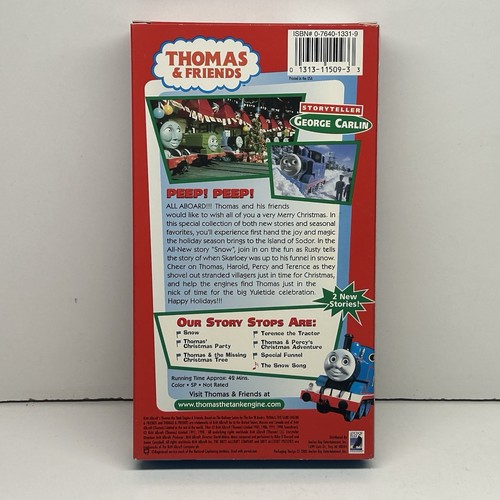 ISBN# 0-7640-1331-9
0 1313-11509-3 3
THOMAS
& FRIENDS
STORYTELLER
GEORGE CARLIN
PEEP! PEEP!
ALL ABOARD!!! Thomas and his friends
would like to wish all of you a very Merry Christmas. In
this special collection of both new stories and seasonal
favorites, you'll experience first hand the joy and magic
the holiday season brings to the Island of Sodor. In the
All-New story "Snow", join in on the fun as Rusty tells
the story of when Skarloey was up to his funnel in snow.
Cheer on Thomas, Harold, Percy and Terence as they
shovel out stranded villagers just in time for Christmas,
and help the engines find Thomas just in the
nick of time for the big Yuletide celebration.
Happy Holidays!!!
2 New
Stories!
OUR STORY STOPS ARE:
Snow
Thomas'
Christmas Party
Thomas & the Missing
Christmas Tree
Terence the Tractor
Thomas & Percy's
Christmas Adventure
Special Funnel
The Snow Song
Running Time Approx: 42 Mins.
Color • SP • Not Rated
Visit Thomas & Friends at
www.thomasthetankengine.com